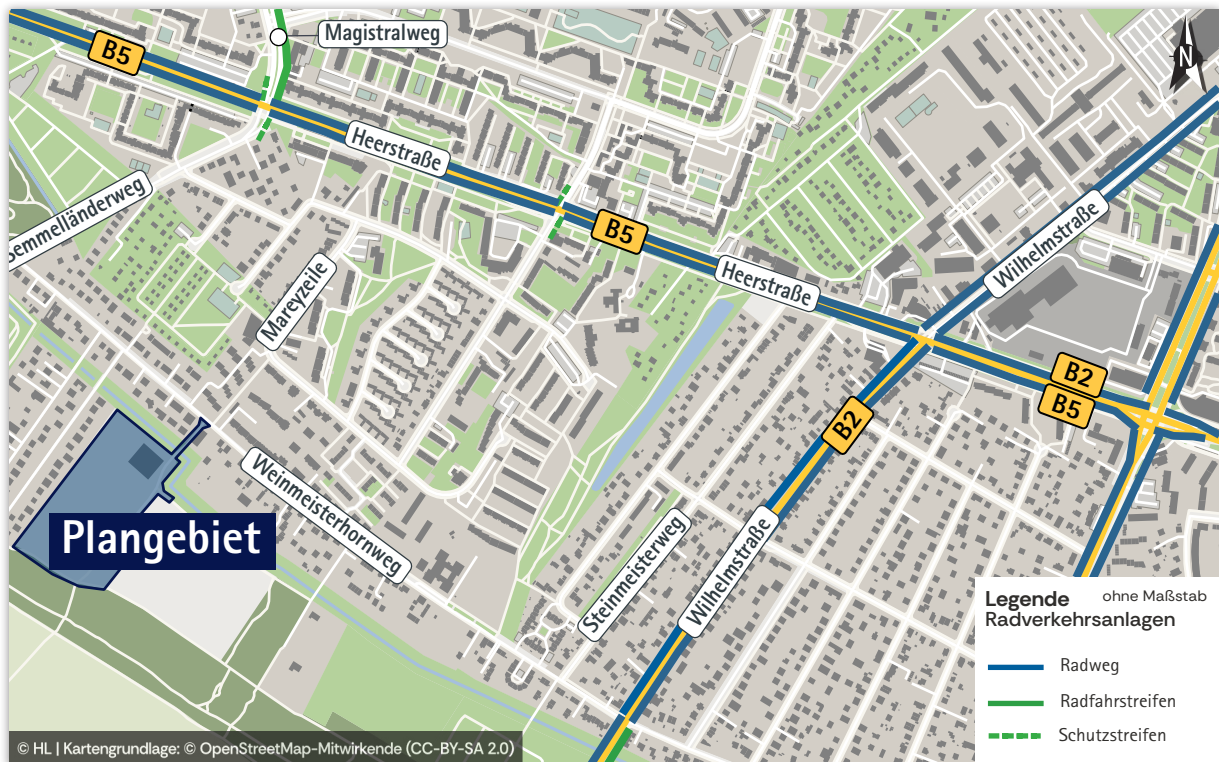 Magistralweg
B5
N
Heerstraße
Semmelländerweg
Wilhelmstraße
B5
Heerstraße
Mareyzeile
B2
B5
B2
Weinmeisterhornweg
Plangebiet
Steinmeisterweg
Wilhelmstraße
Legende ohne Maßstab
Radverkehrsanlagen
Radweg
Radfahrstreifen
Schutzstreifen
© HL | Kartengrundlage: © OpenStreetMap-Mitwirkende (CC-BY-SA 2.0)